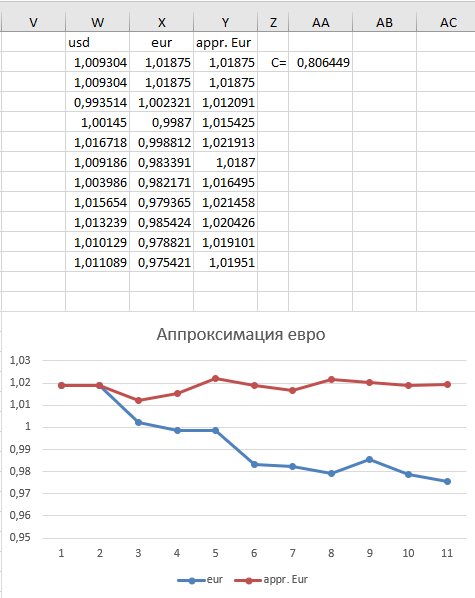 V W X Y Z AA AB AC
usd eur appr. Eur
1,009304 1,01875 1,01875 C= 0,806449
1,009304 1,01875 1,01875
0,993514 1,002321 1,012091
1,00145 0,9987 1,015425
1,016718 0,998812 1,021913
1,009186 0,983391 1,0187
1,003986 0,982171 1,016495
1,015654 0,979365 1,021458
1,013239 0,985424 1,020426
1,010129 0,978821 1,019101
1,011089 0,975421 1,01951
Аппроксимация евро
1,03
1,02
1,01
1
0,99
0,98
0,97
0,96
0,95
1 2 3 4 5 6 7 8 9 10 11
eur appr. Eur